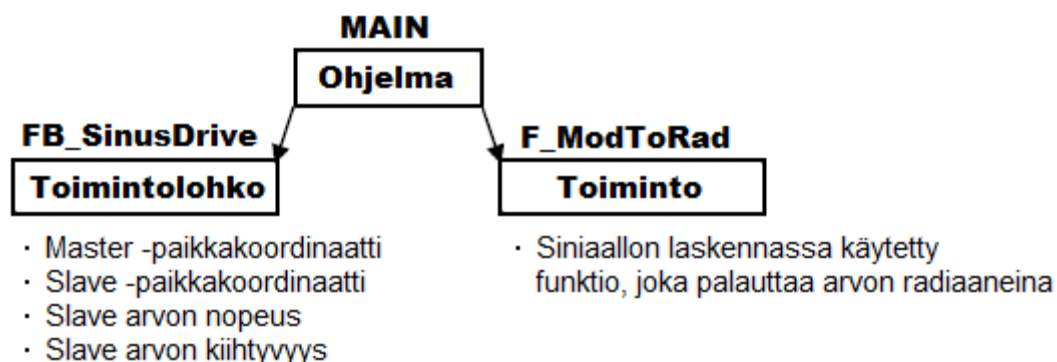 MAIN
Ohjelma
FB_SinusDrive
Toimintolohko
· Master -paikkakoordinaatti
· Slave -paikkakoordinaatti
· Slave arvon nopeus
· Slave arvon kiihtyvyys
F_ModToRad
Toiminto
· Siniaallon laskennassa käytetty
funktio, joka palauttaa arvon radiaaneina